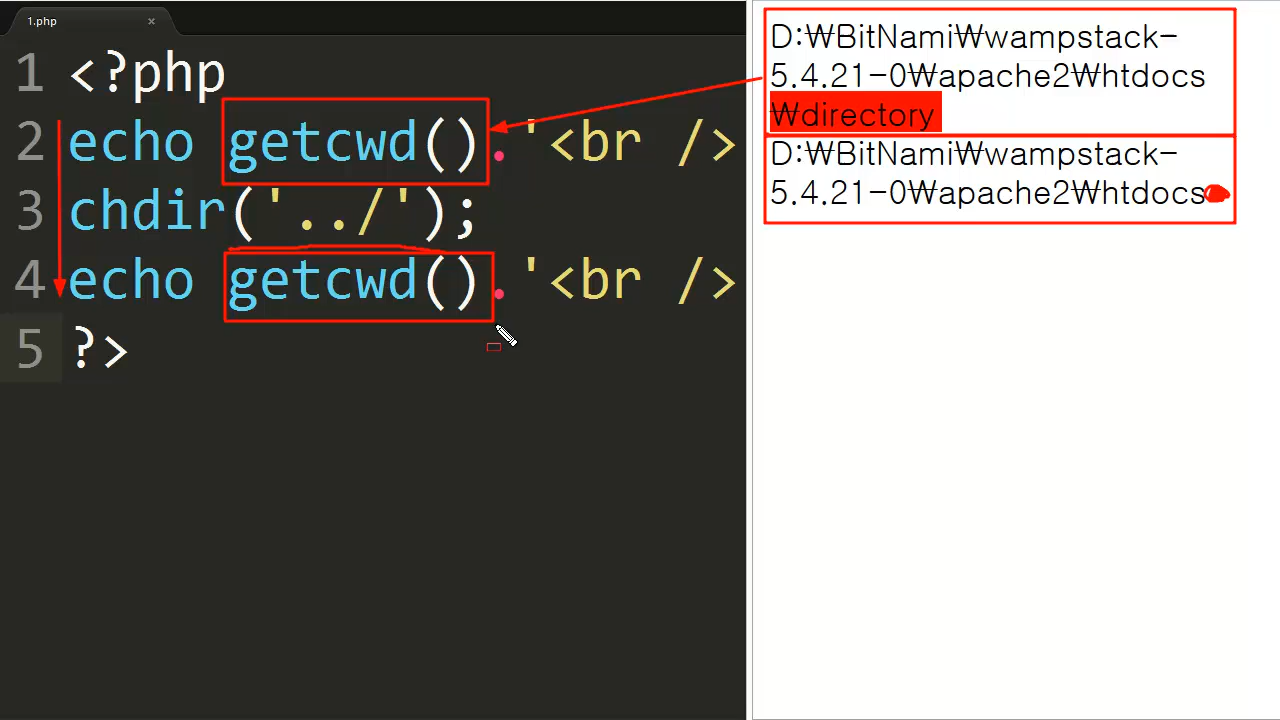 1.php ×
1 <?php
2 echo getcwd().'<br />
3 chdir('../');
4 echo getcwd().'<br />
5 ?>
D:₩BitNami₩wampstack-
5.4.21-0₩apache2₩htdocs
₩directory
D:₩BitNami₩wampstack-
5.4.21-0₩apache2₩htdocs